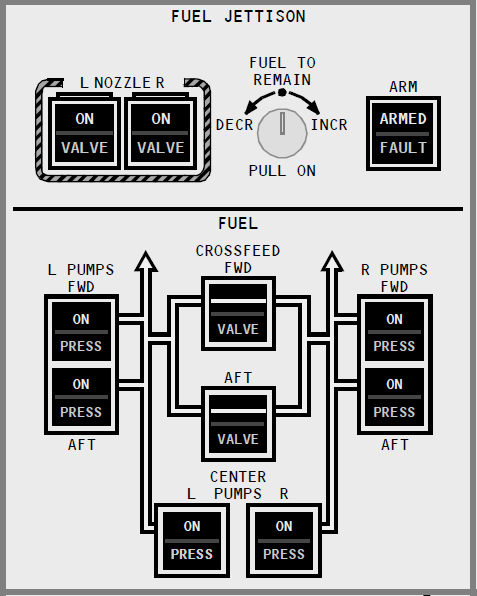 FUEL JETTISON
FUEL TO
REMAIN
L NOZZLE R
ARM
ON
VALVE
ON
VALVE
DECR
INCR
ARMED
FAULT
PULL ON
FUEL
CROSSFEED
FWD
L PUMPS
FWD
R PUMPS
FWD
ON
PRESS
VALVE
ON
PRESS
ON
PRESS
AFT
VALVE
ON
PRESS
AFT
AFT
CENTER
L PUMPS R
ON
PRESS
ON
PRESS